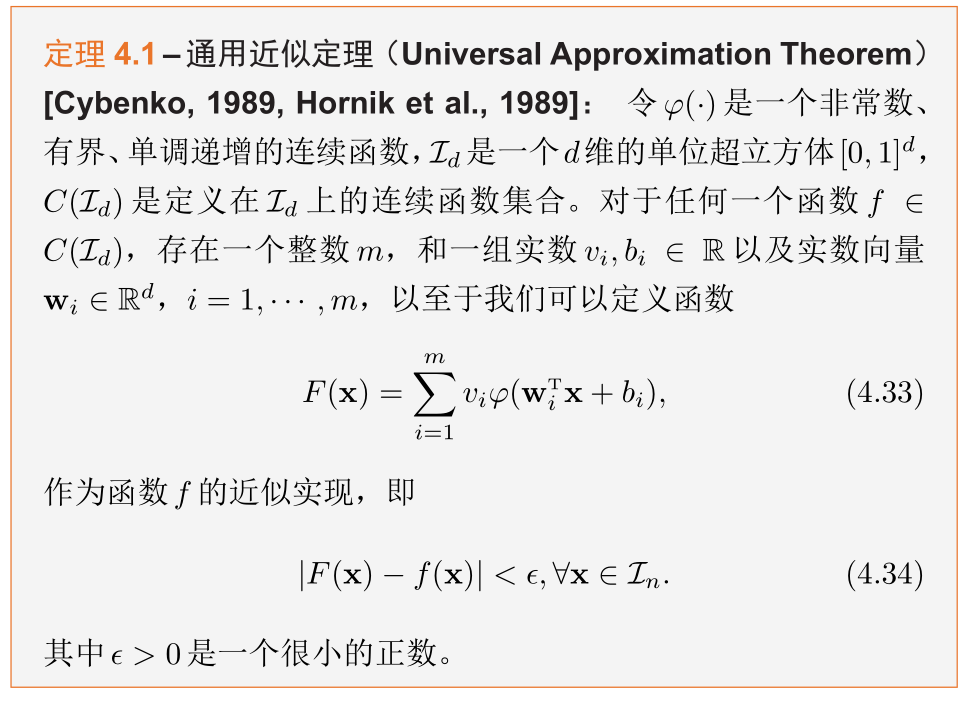 定理 4.1 – 通用近似定理（Universal Approximation Theorem）
[Cybenko, 1989, Hornik et al., 1989]： 令 φ(·) 是一个非常数、
有界、单调递增的连续函数，𝓘_d 是一个 d 维的单位超立方体 [0, 1]^d，
C(𝓘_d) 是定义在 𝓘_d 上的连续函数集合。对于任何一个函数 f ∈
C(𝓘_d)，存在一个整数 m，和一组实数 v_i, b_i ∈ ℝ 以及实数向量
𝐰_i ∈ ℝ^d，i = 1, ⋯ , m，以至于我们可以定义函数
F(𝐱) = ∑_{i=1}^{m} v_i φ(𝐰_i^T 𝐱 + b_i), (4.33)
作为函数 f 的近似实现，即
|F(𝐱) − f(𝐱)| < ϵ, ∀𝐱 ∈ 𝓘_n. (4.34)
其中 ϵ > 0 是一个很小的正数。